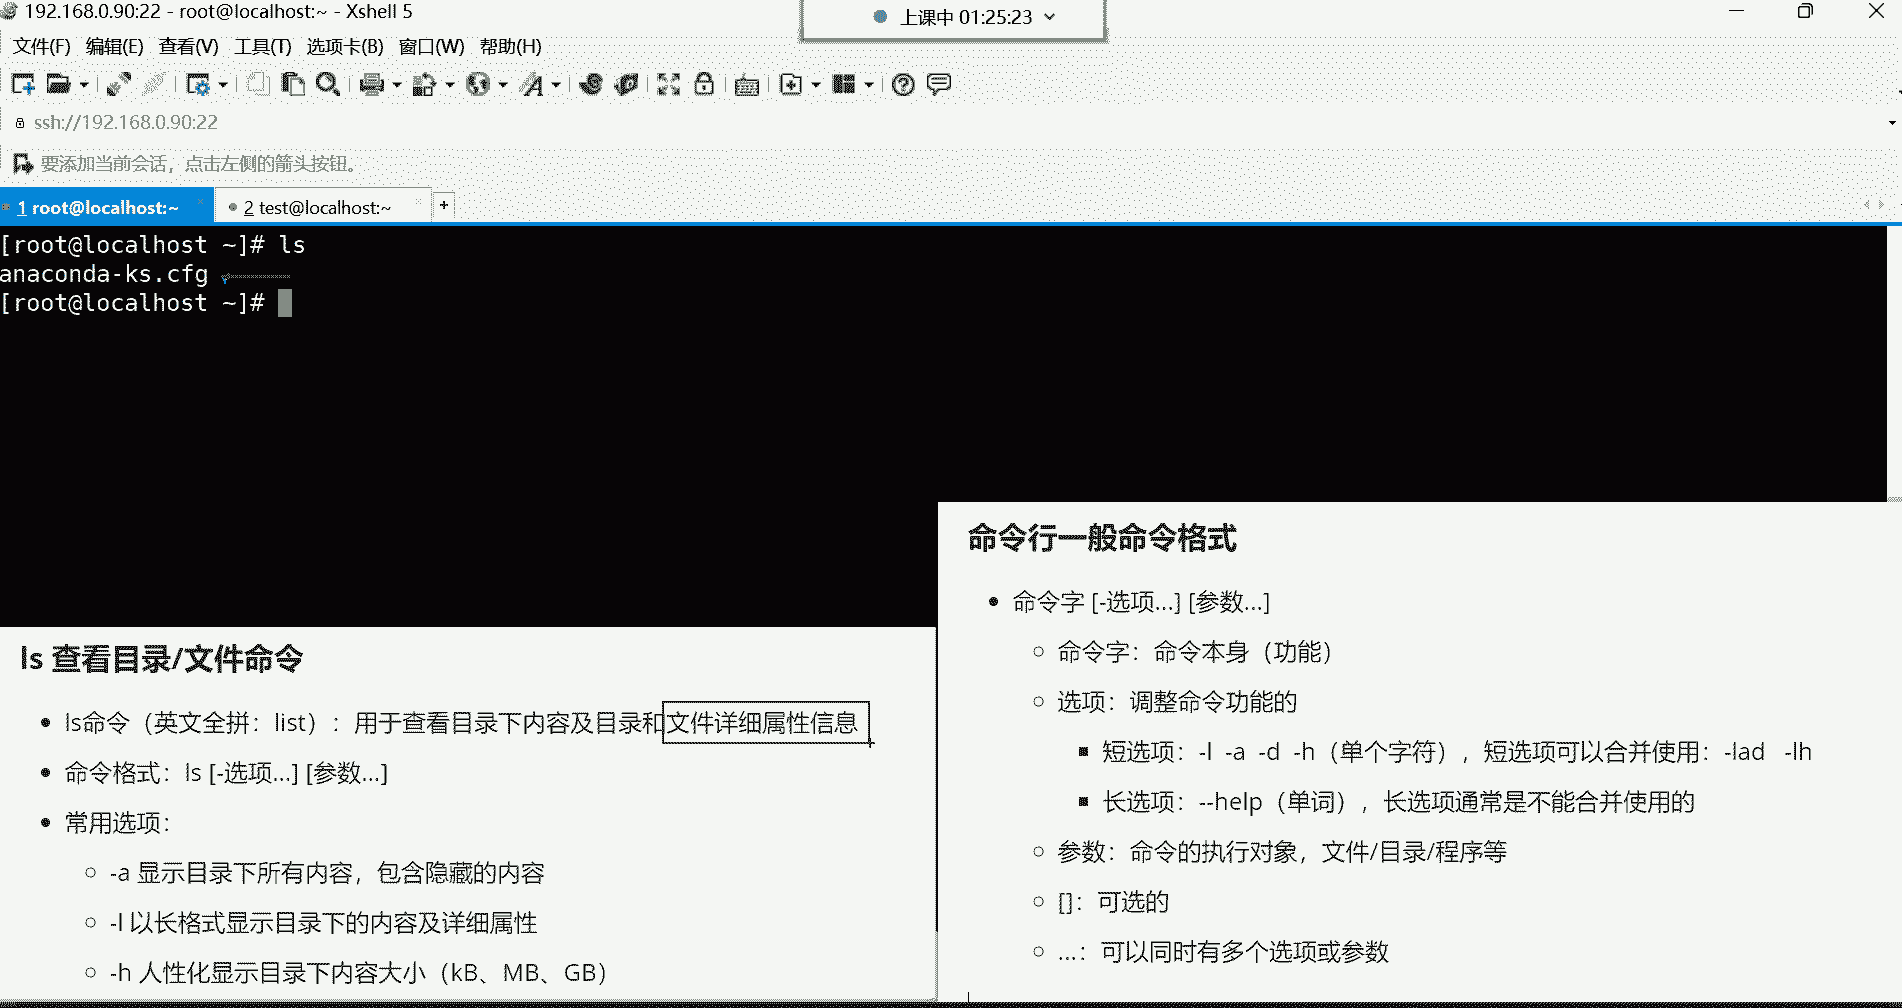 192.168.0.90:22 - root@localhost:~ - Xshell 5
上课中 01:25:23
文件(F) 编辑(E) 查看(V) 工具(T) 选项卡(B) 窗口(W) 帮助(H)
ssh://192.168.0.90:22
要添加当前会话，点击左侧的箭头按钮。
1 root@localhost:~
2 test@localhost:~
[root@localhost ~]# ls
anaconda-ks.cfg
[root@localhost ~]#
ls 查看目录/文件命令
• ls命令（英文全拼：list）：用于查看目录下内容及目录和文件详细属性信息
• 命令格式：ls [-选项...] [参数...]
• 常用选项：
○ -a 显示目录下所有内容，包含隐藏的内容
○ -l 以长格式显示目录下的内容及详细属性
○ -h 人性化显示目录下内容大小（kB、MB、GB）
命令行一般命令格式
• 命令字 [-选项...] [参数...]
○ 命令字：命令本身（功能）
○ 选项：调整命令功能的
▪ 短选项：-l -a -d -h（单个字符），短选项可以合并使用：-lad -lh
▪ 长选项：--help（单词），长选项通常是不能合并使用的
○ 参数：命令的执行对象，文件/目录/程序等
○ []：可选的
○ ...：可以同时有多个选项或参数